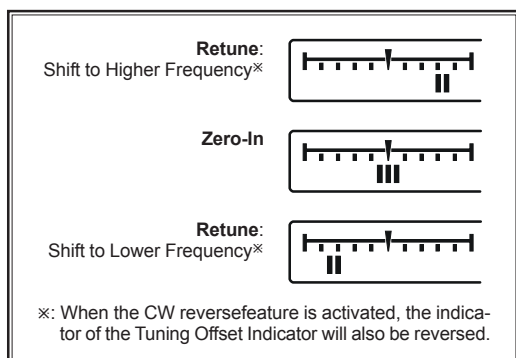 Retune:
Shift to Higher Frequency※
Zero-In
Retune:
Shift to Lower Frequency※
※: When the CW reversefeature is activated, the indica-
tor of the Tuning Offset Indicator will also be reversed.